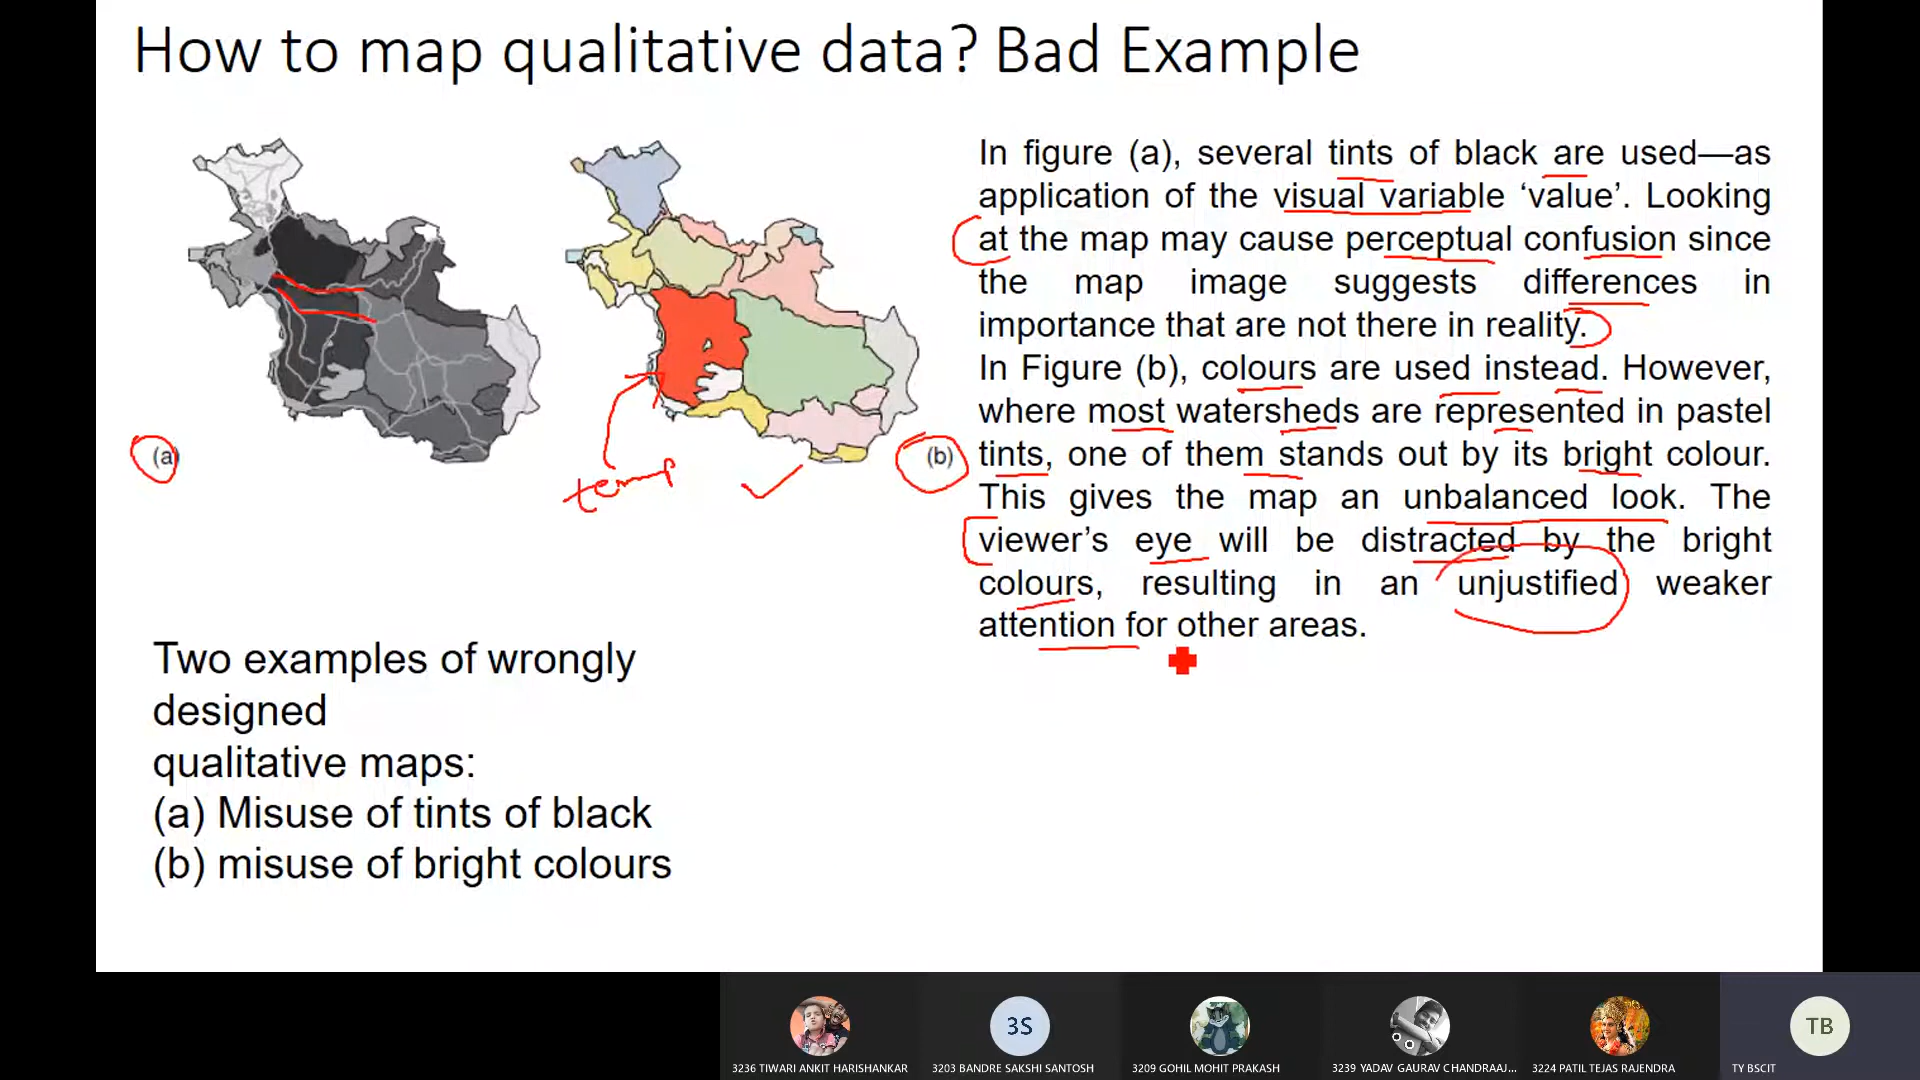 How to map qualitative data? Bad Example
(a)
(b)
temp
In figure (a), several tints of black are used—as
application of the visual variable ‘value’. Looking
at the map may cause perceptual confusion since
the map image suggests differences in
importance that are not there in reality.
In Figure (b), colours are used instead. However,
where most watersheds are represented in pastel
tints, one of them stands out by its bright colour.
This gives the map an unbalanced look. The
viewer’s eye will be distracted by the bright
colours, resulting in an unjustified weaker
attention for other areas.
Two examples of wrongly
designed
qualitative maps:
(a) Misuse of tints of black
(b) misuse of bright colours
3S
TB
3236 TIWARI ANKIT HARISHANKAR
3203 BANDRE SAKSHI SANTOSH
3209 GOHIL MOHIT PRAKASH
3239 YADAV GAURAV CHANDRAAJ...
3224 PATIL TEJAS RAJENDRA
TY BSCIT